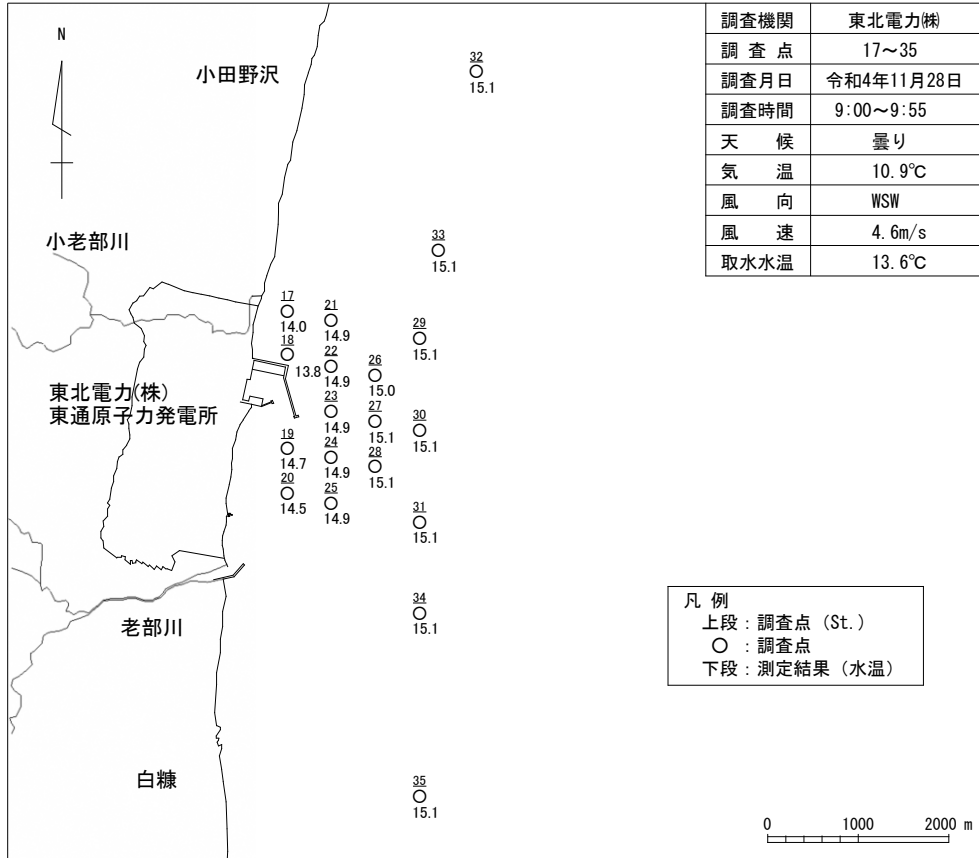 調査機関 東北電力㈱
調査点 17～35
調査月日 令和4年11月28日
調査時間 9:00～9:55
天候 曇り
気温 10.9℃
風向 WSW
風速 4.6m/s
取水水温 13.6℃
N
小田野沢
32
15.1
小老部川
33
15.1
17
14.0
21
14.9
29
15.1
18
13.8
22
14.9
26
15.0
東北電力(株)
東通原子力発電所
23
14.9
27
15.1
30
15.1
19
14.7
24
14.9
28
15.1
20
14.5
25
14.9
31
15.1
34
15.1
老部川
凡例
上段：調査点（St.）
○：調査点
下段：測定結果（水温）
白糠
35
15.1
0 1000 2000 m